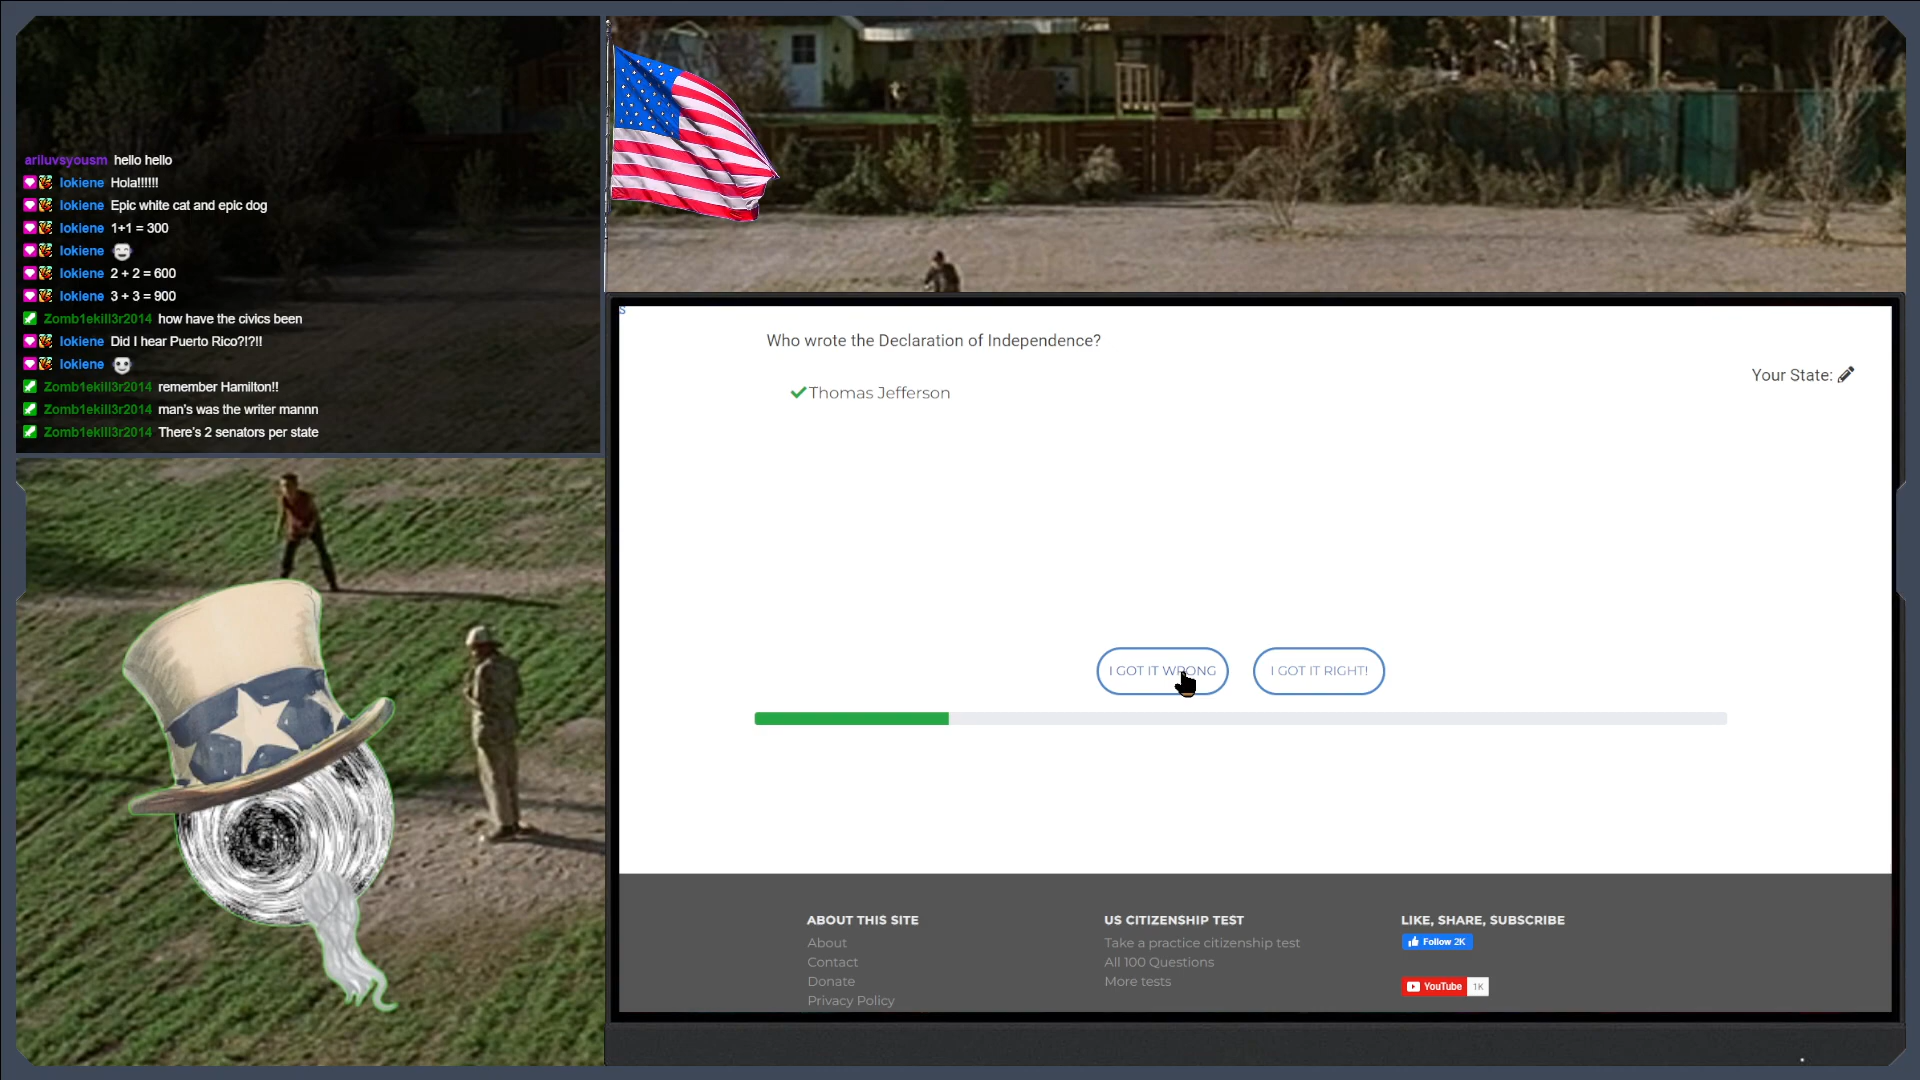 ariluvsyousm hello hello
lokiene Hola!!!!!!
lokiene Epic white cat and epic dog
lokiene 1+1 = 300
lokiene
lokiene 2 + 2 = 600
lokiene 3 + 3 = 900
Zomb1ekill3r2014 how have the civics been
lokiene Did I hear Puerto Rico?!?!!
lokiene
Zomb1ekill3r2014 remember Hamilton!!
Zomb1ekill3r2014 man's was the writer mannn
Zomb1ekill3r2014 There's 2 senators per state
s
Who wrote the Declaration of Independence?
Your State:
Thomas Jefferson
I GOT IT WRONG
I GOT IT RIGHT!
ABOUT THIS SITE
About
Contact
Donate
Privacy Policy
US CITIZENSHIP TEST
Take a practice citizenship test
All 100 Questions
More tests
LIKE, SHARE, SUBSCRIBE
Follow 2K
YouTube 1K